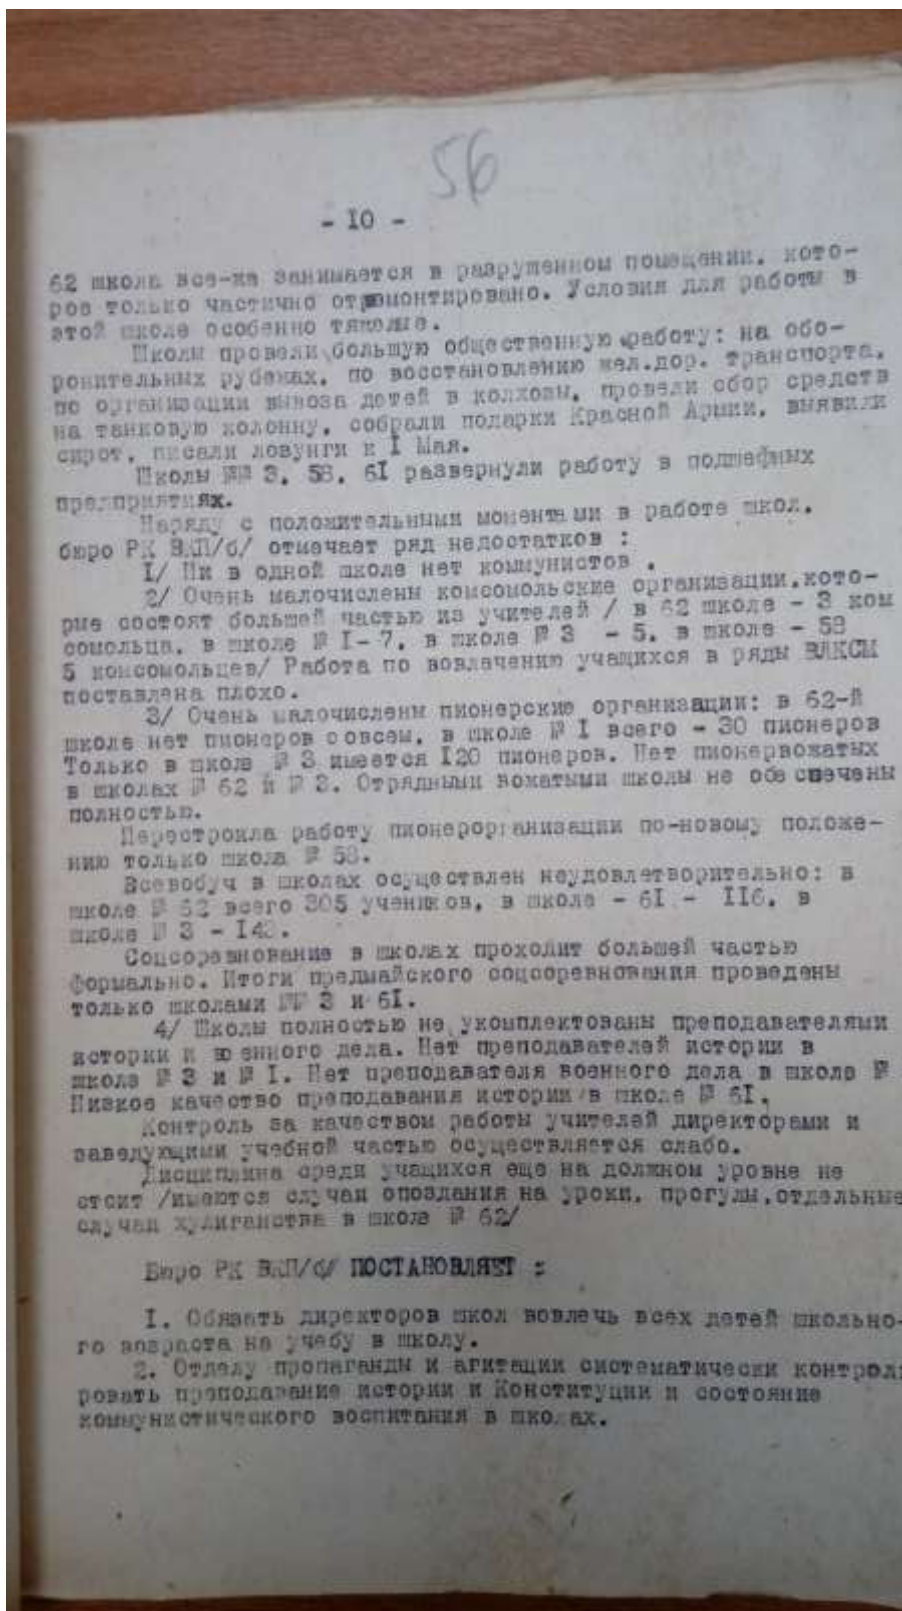 56
- I0 -
62 школа все-же занимается в разрушенном помещении, кото-
рое только частично отремонтировано. Условия для работы в
этой школе особенно тяжелые.
Школы провели большую общественную работу: на обо-
ронительных рубежах, по восстановлению жел.дор. транспорта,
по организации вывоза детей в колхозы, провели сбор средств
на танковую колонну, собрали подарки Красной Армии, выявили
сирот, писали лозунги к I Мая.
Школы №№ 3, 58, 6I развернули работу в подшефных
предприятиях.
Наряду с положительными моментами в работе школ,
бюро РК ВКП/б/ отмечает ряд недостатков :
I/ Ни в одной школе нет коммунистов .
2/ Очень малочислены комсомольские организации,кото-
рые состоят большей частью из учителей / в 62 школе - 3 ком
сомольца, в школе № I- 7, в школе № 3 - 5, в школе - 58
5 комсомольцев/ Работа по вовлачению учащихся в ряды ВЛКСМ
поставлена плохо.
3/ Очень малочислены пионерские организации: в 62-й
школе нет пионеров совсем, в школе № I всего - 30 пионеров
Только в школе № 3 имеется I20 пионеров. Нет пионервожатых
в школах № 62 и № 3. Отрядными вожатыми школы не обеспечены
полностью.
Перестроила работу пионерорганизации по-новому положе-
нию только школа № 58.
Всевобуч в школах осуществлен неудовлетворительно: в
школе № 62 всего 305 учеников, в школе - 6I - II6, в
школе № 3 -
Соцсоревнование в школах проходит большей частью
формально. Итоги предмайского соцсоревнования проведены
только школами №№ 3 и 6I.
4/ Школы полностью не укомплектованы преподавателями
истории и военного дела. Нет преподавателей истории в
школе № 3 и № I. Нет преподавателя военного дела в школе №
Низкое качество преподавания истории в школе № 6I.
Контроль за качеством работы учителей директорами и
заведующими учебной частью осуществляется слабо.
Дисциплина среди учащихся еще на должном уровне не
стоит /имеются случаи опоздания на уроки, прогулы,отдельные
случаи хулиганства в школе № 62/
Бюро РК ВКП/б/ ПОСТАНОВЛЯЕТ :
I. Обязать директоров школ вовлечь всех детей школьно-
го возраста на учебу в школу.
2. Отделу пропаганды и агитации систематически контроли
ровать преподавание истории и Конституции и состояние
коммунистического воспитания в школах.